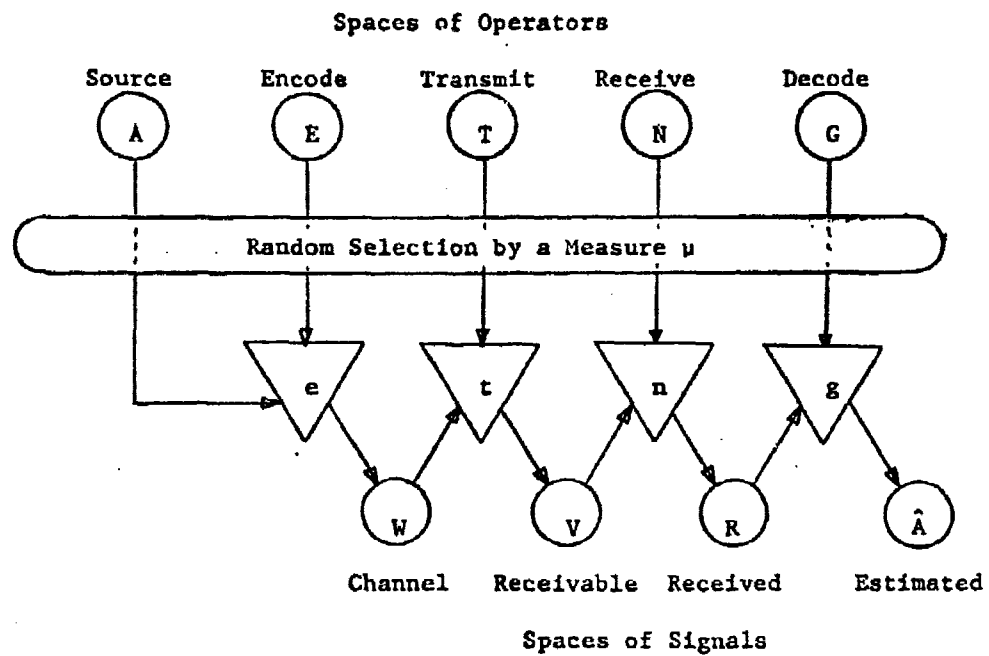 Spaces of Operators
Source Encode Transmit Receive Decode
A E T N G
Random Selection by a Measure μ
e t n g
W V R Â
Channel Receivable Received Estimated
Spaces of Signals